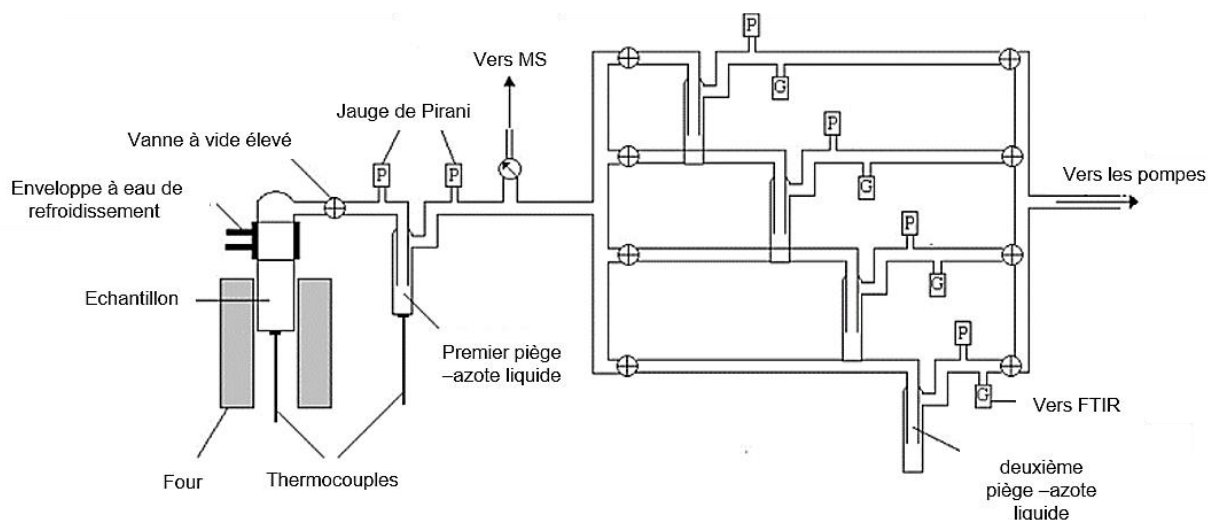 P
Vers MS
G
Jauge de Pirani
Vanne à vide élevé
P
P
P
Enveloppe à eau de
refroidissement
G
Vers les pompes
P
G
Echantillon
P
Premier piège
–azote liquide
G
Vers FTIR
Four
Thermocouples
deuxième
piège –azote
liquide